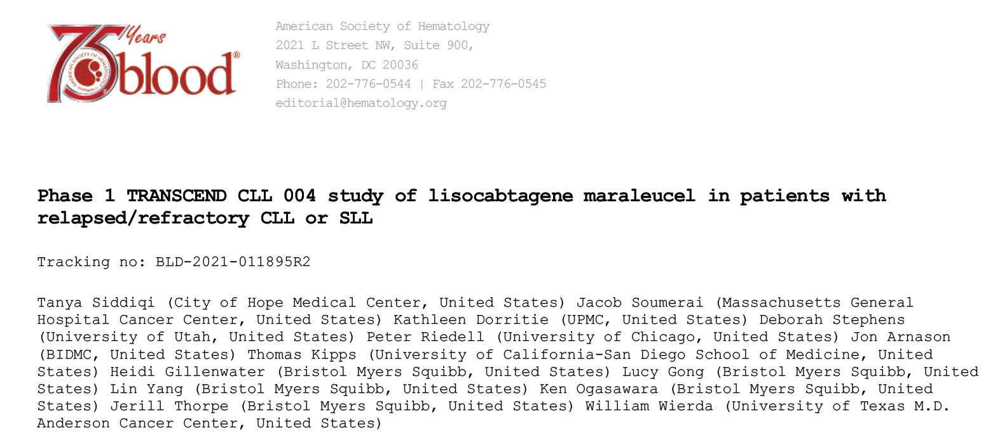 75 Years
blood®
American Society of Hematology
2021 L Street NW, Suite 900,
Washington, DC 20036
Phone: 202-776-0544 | Fax 202-776-0545
editorial@hematology.org
Phase 1 TRANSCEND CLL 004 study of lisocabtagene maraleucel in patients with
relapsed/refractory CLL or SLL
Tracking no: BLD-2021-011895R2
Tanya Siddiqi (City of Hope Medical Center, United States) Jacob Soumerai (Massachusetts General
Hospital Cancer Center, United States) Kathleen Dorritie (UPMC, United States) Deborah Stephens
(University of Utah, United States) Peter Riedell (University of Chicago, United States) Jon Arnason
(BIDMC, United States) Thomas Kipps (University of California-San Diego School of Medicine, United
States) Heidi Gillenwater (Bristol Myers Squibb, United States) Lucy Gong (Bristol Myers Squibb, United
States) Lin Yang (Bristol Myers Squibb, United States) Ken Ogasawara (Bristol Myers Squibb, United
States) Jerill Thorpe (Bristol Myers Squibb, United States) William Wierda (University of Texas M.D.
Anderson Cancer Center, United States)